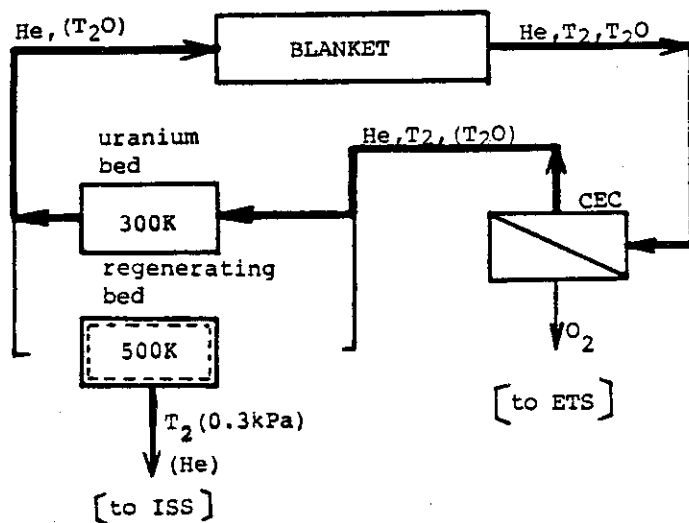 He,(T2O)
BLANKET
He,T2,T2O
uranium
bed
He,T2,(T2O)
CEC
300K
regenerating
bed
500K
O2
[to ETS]
T2(0.3kPa)
(He)
[to ISS]